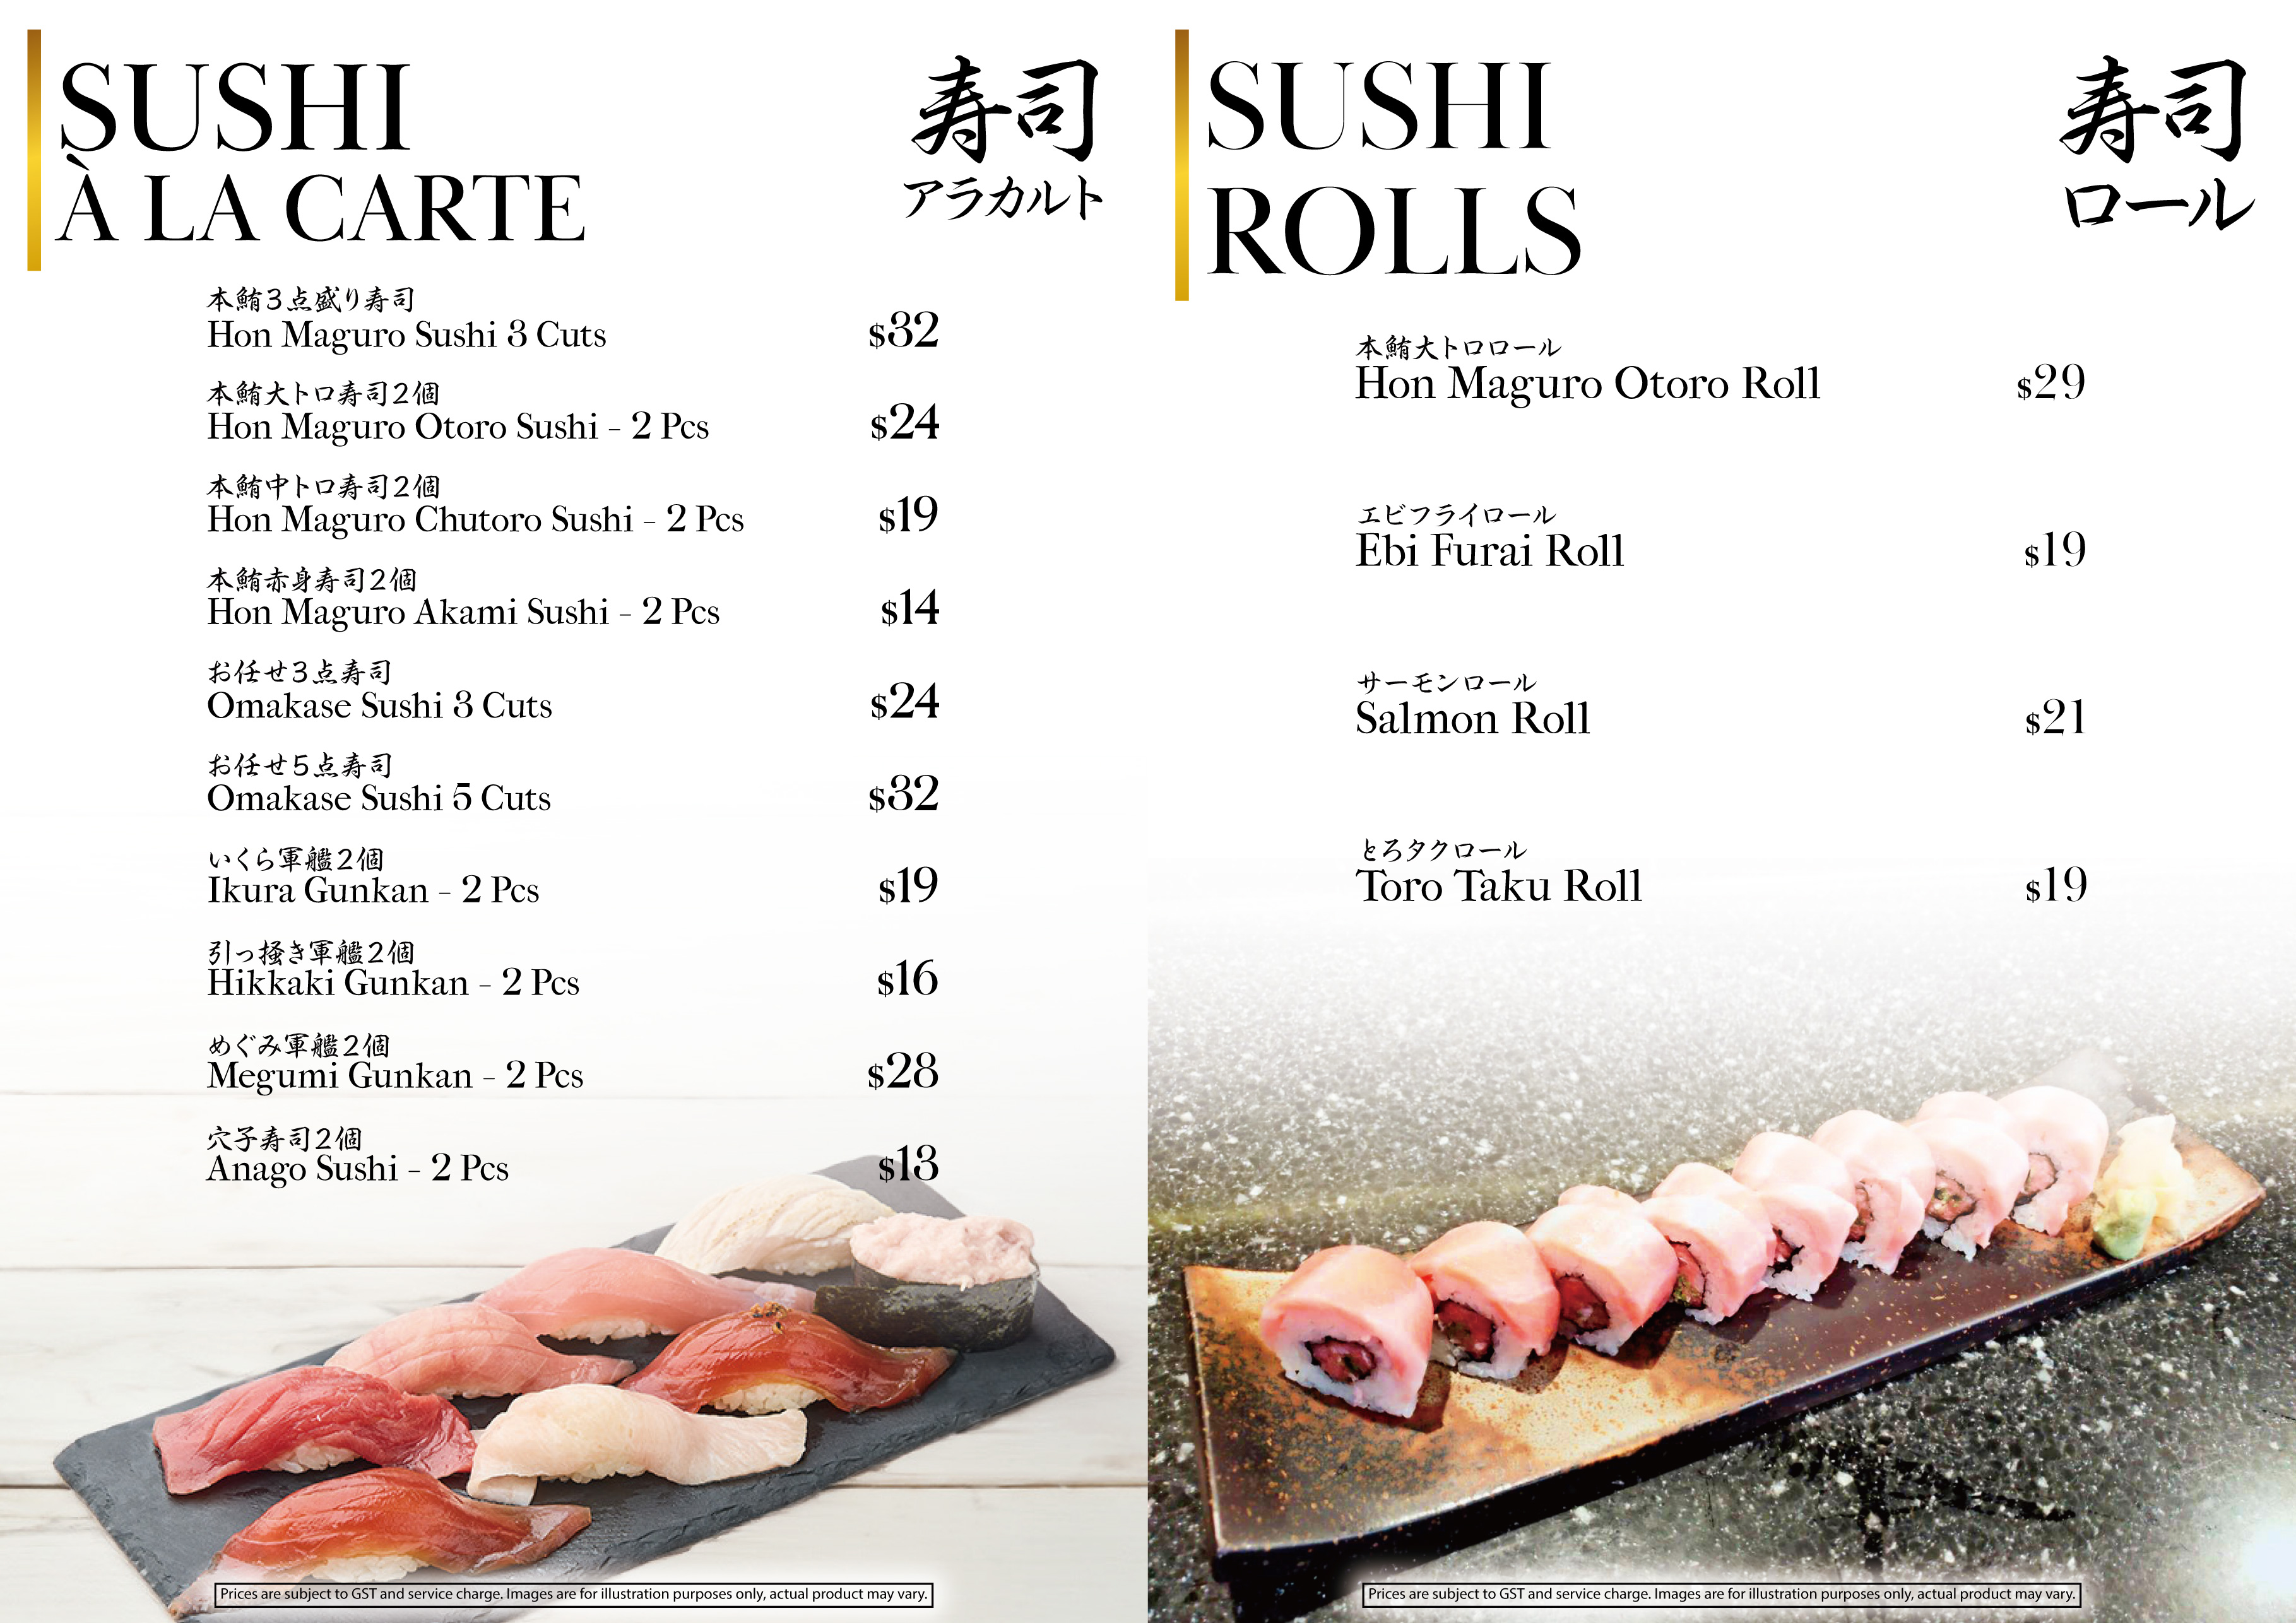 SUSHI
À LA CARTE
寿司
アラカルト
本鮪3点盛り寿司
Hon Maguro Sushi 3 Cuts $32
本鮪大トロ寿司2個
Hon Maguro Otoro Sushi - 2 Pcs $24
本鮪中トロ寿司2個
Hon Maguro Chutoro Sushi - 2 Pcs $19
本鮪赤身寿司2個
Hon Maguro Akami Sushi - 2 Pcs $14
お任せ3点寿司
Omakase Sushi 3 Cuts $24
お任せ5点寿司
Omakase Sushi 5 Cuts $32
いくら軍艦2個
Ikura Gunkan - 2 Pcs $19
引っ掻き軍艦2個
Hikkaki Gunkan - 2 Pcs $16
めぐみ軍艦2個
Megumi Gunkan - 2 Pcs $28
穴子寿司2個
Anago Sushi - 2 Pcs $13
Prices are subject to GST and service charge. Images are for illustration purposes only, actual product may vary.
SUSHI
ROLLS
寿司
ロール
本鮪大トロロール
Hon Maguro Otoro Roll $29
エビフライロール
Ebi Furai Roll $19
サーモンロール
Salmon Roll $21
とろタクロール
Toro Taku Roll $19
Prices are subject to GST and service charge. Images are for illustration purposes only, actual product may vary.